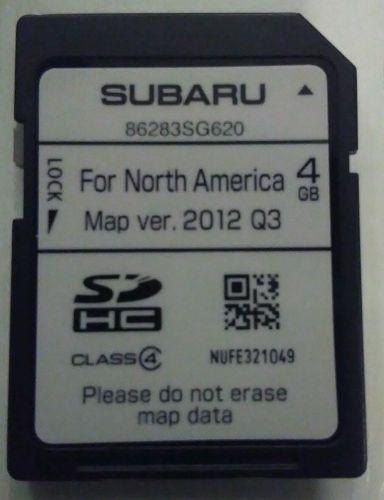 SUBARU
86283SG620
LOCK
For North America 4 GB
Map ver. 2012 Q3
SD
HC
CLASS 4
NUFE321049
Please do not erase
map data